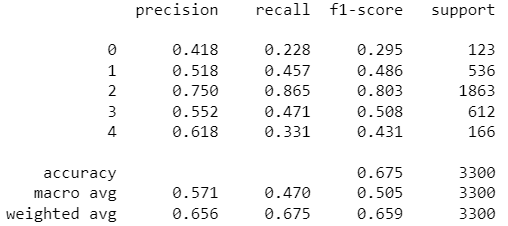 precision recall f1-score support
0 0.418 0.228 0.295 123
1 0.518 0.457 0.486 536
2 0.750 0.865 0.803 1863
3 0.552 0.471 0.508 612
4 0.618 0.331 0.431 166
accuracy 0.675 3300
macro avg 0.571 0.470 0.505 3300
weighted avg 0.656 0.675 0.659 3300